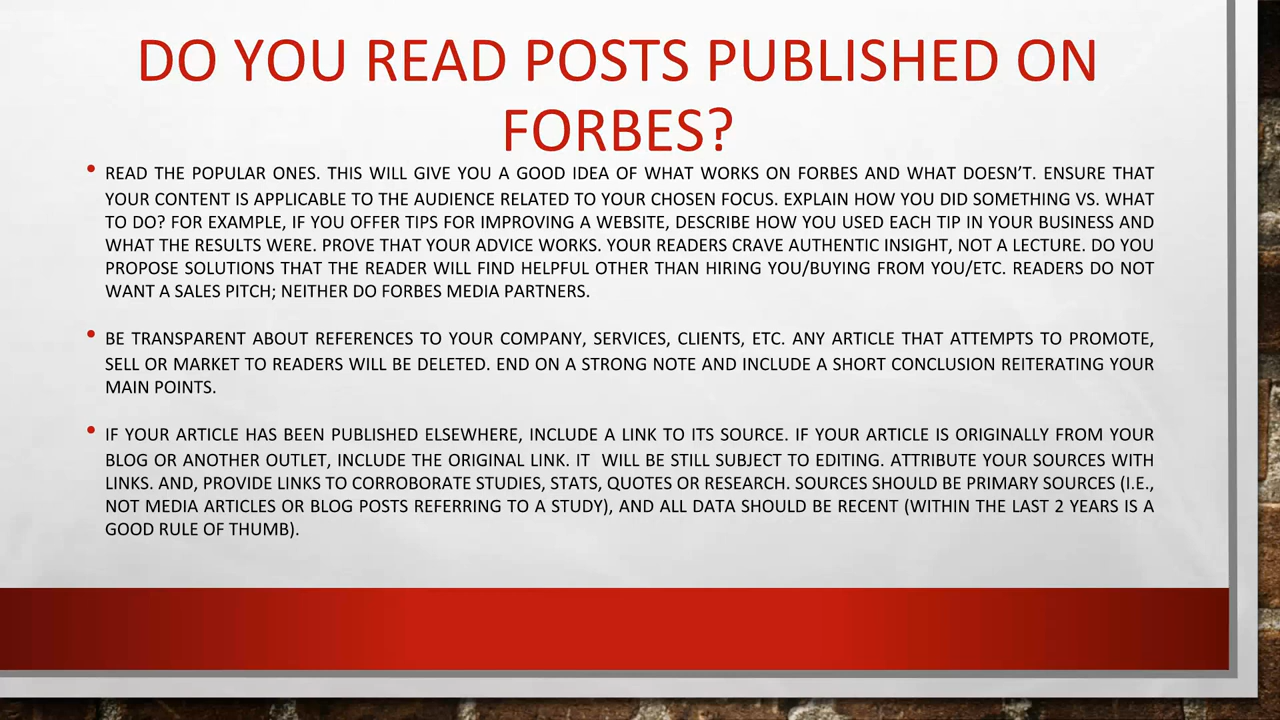 DO YOU READ POSTS PUBLISHED ON
FORBES?
• READ THE POPULAR ONES. THIS WILL GIVE YOU A GOOD IDEA OF WHAT WORKS ON FORBES AND WHAT DOESN'T. ENSURE THAT
YOUR CONTENT IS APPLICABLE TO THE AUDIENCE RELATED TO YOUR CHOSEN FOCUS. EXPLAIN HOW YOU DID SOMETHING VS. WHAT
TO DO? FOR EXAMPLE, IF YOU OFFER TIPS FOR IMPROVING A WEBSITE, DESCRIBE HOW YOU USED EACH TIP IN YOUR BUSINESS AND
WHAT THE RESULTS WERE. PROVE THAT YOUR ADVICE WORKS. YOUR READERS CRAVE AUTHENTIC INSIGHT, NOT A LECTURE. DO YOU
PROPOSE SOLUTIONS THAT THE READER WILL FIND HELPFUL OTHER THAN HIRING YOU/BUYING FROM YOU/ETC. READERS DO NOT
WANT A SALES PITCH; NEITHER DO FORBES MEDIA PARTNERS.
• BE TRANSPARENT ABOUT REFERENCES TO YOUR COMPANY, SERVICES, CLIENTS, ETC. ANY ARTICLE THAT ATTEMPTS TO PROMOTE,
SELL OR MARKET TO READERS WILL BE DELETED. END ON A STRONG NOTE AND INCLUDE A SHORT CONCLUSION REITERATING YOUR
MAIN POINTS.
• IF YOUR ARTICLE HAS BEEN PUBLISHED ELSEWHERE, INCLUDE A LINK TO ITS SOURCE. IF YOUR ARTICLE IS ORIGINALLY FROM YOUR
BLOG OR ANOTHER OUTLET, INCLUDE THE ORIGINAL LINK. IT  WILL BE STILL SUBJECT TO EDITING. ATTRIBUTE YOUR SOURCES WITH
LINKS. AND, PROVIDE LINKS TO CORROBORATE STUDIES, STATS, QUOTES OR RESEARCH. SOURCES SHOULD BE PRIMARY SOURCES (I.E.,
NOT MEDIA ARTICLES OR BLOG POSTS REFERRING TO A STUDY), AND ALL DATA SHOULD BE RECENT (WITHIN THE LAST 2 YEARS IS A
GOOD RULE OF THUMB).